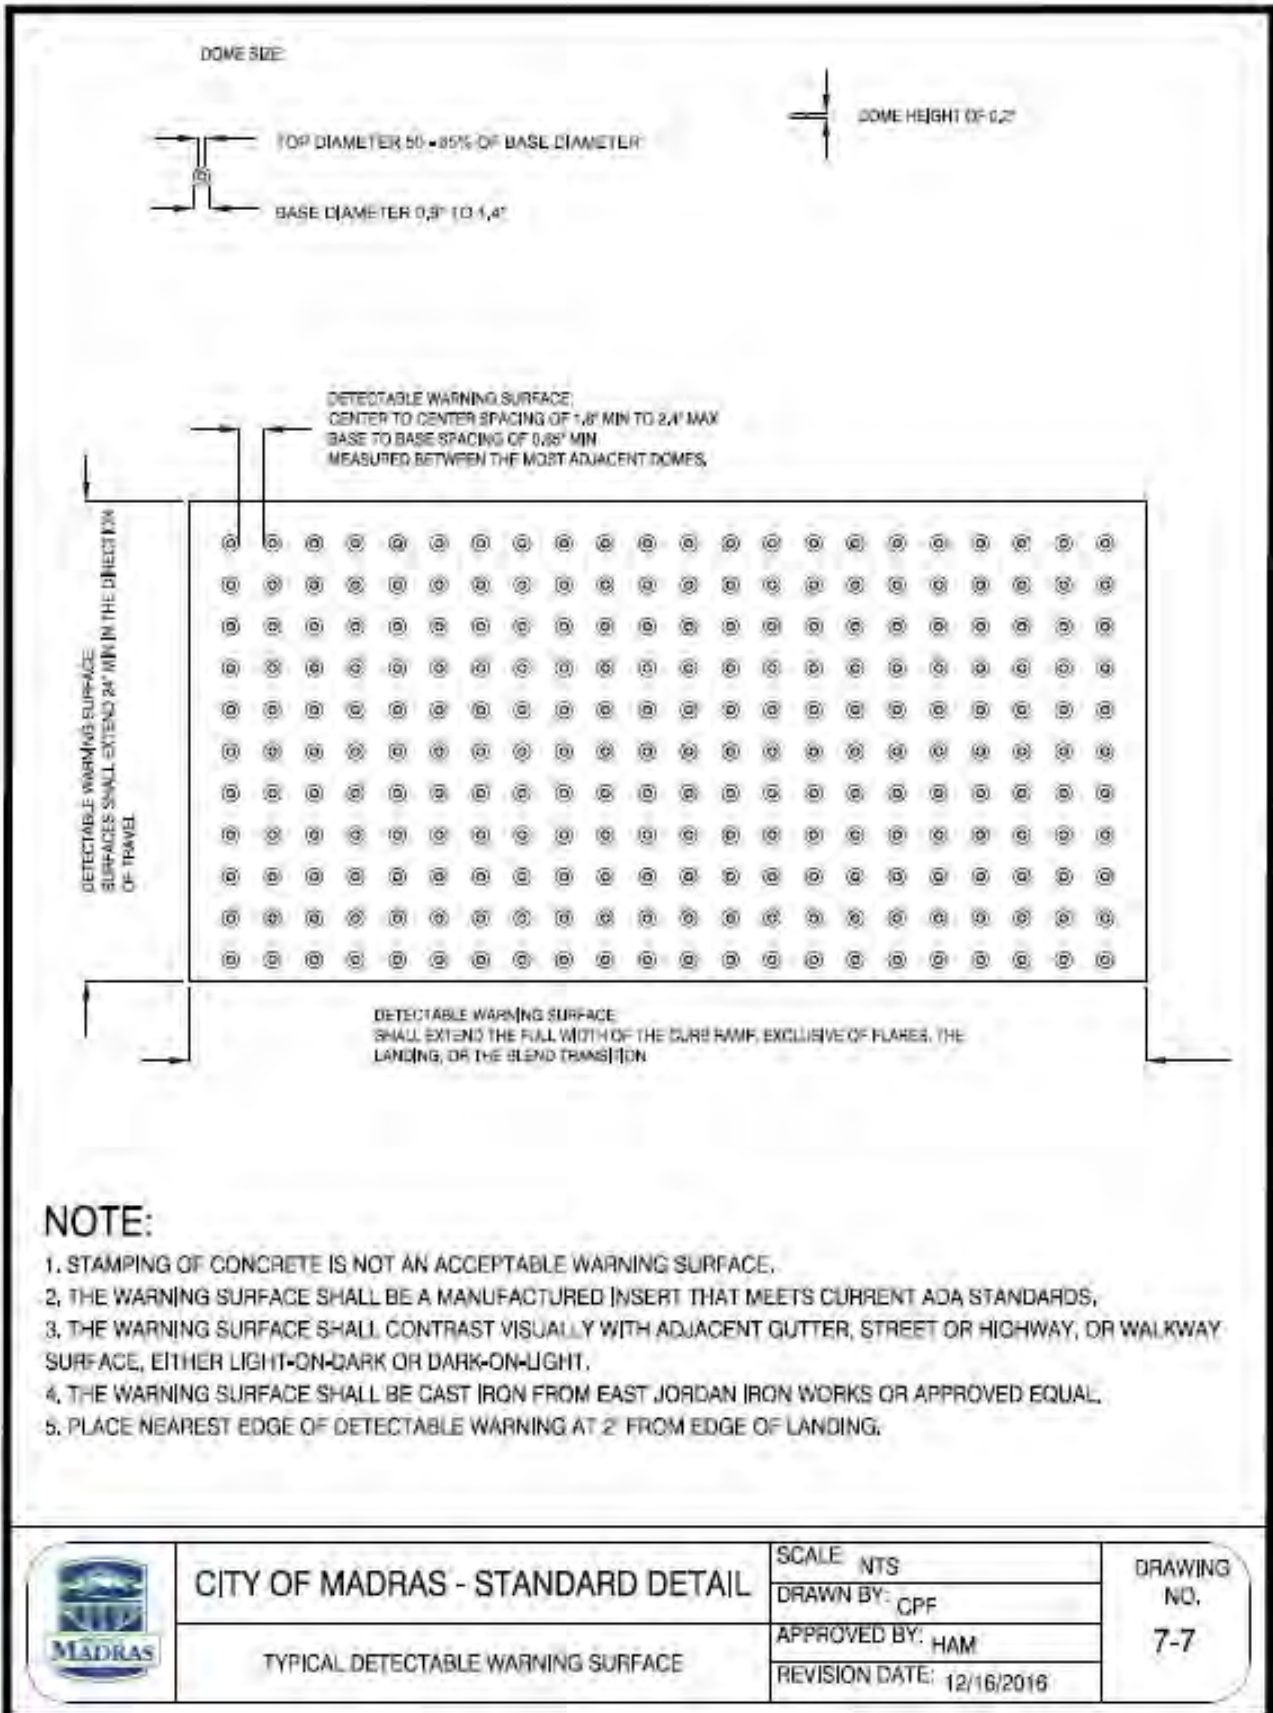 DOME SIZE:
DOME HEIGHT OF 0.2"
TOP DIAMETER 50 - 65% OF BASE DIAMETER
BASE DIAMETER 0.9" TO 1.4"
DETECTABLE WARNING SURFACE:
CENTER TO CENTER SPACING OF 1.6" MIN TO 2.4" MAX
BASE TO BASE SPACING OF 0.65" MIN
MEASURED BETWEEN THE MOST ADJACENT DOMES.
DETECTABLE WARNING SURFACE:
SURFACES SHALL EXTEND 24" MIN IN THE DIRECTION
OF TRAVEL
DETECTABLE WARNING SURFACE
SHALL EXTEND THE FULL WIDTH OF THE CURB RAMP, EXCLUSIVE OF FLARES, THE
LANDING, OR THE BLEND TRANSITION
NOTE:
1. STAMPING OF CONCRETE IS NOT AN ACCEPTABLE WARNING SURFACE.
2. THE WARNING SURFACE SHALL BE A MANUFACTURED INSERT THAT MEETS CURRENT ADA STANDARDS.
3. THE WARNING SURFACE SHALL CONTRAST VISUALLY WITH ADJACENT GUTTER, STREET OR HIGHWAY, OR WALKWAY
SURFACE, EITHER LIGHT-ON-DARK OR DARK-ON-LIGHT.
4. THE WARNING SURFACE SHALL BE CAST IRON FROM EAST JORDAN IRON WORKS OR APPROVED EQUAL.
5. PLACE NEAREST EDGE OF DETECTABLE WARNING AT 2" FROM EDGE OF LANDING.
MADRAS
CITY OF MADRAS - STANDARD DETAIL
TYPICAL DETECTABLE WARNING SURFACE
SCALE: NTS
DRAWN BY: CPF
APPROVED BY: HAM
REVISION DATE: 12/16/2016
DRAWING
NO.
7-7